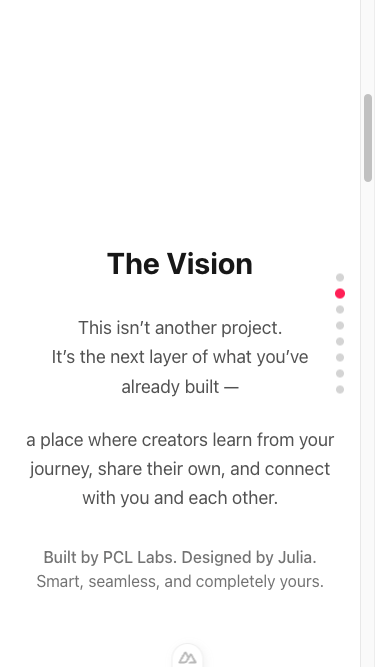 The Vision
This isn’t another project.
It’s the next layer of what you’ve
already built —
a place where creators learn from your
journey, share their own, and connect
with you and each other.
Built by PCL Labs. Designed by Julia.
Smart, seamless, and completely yours.